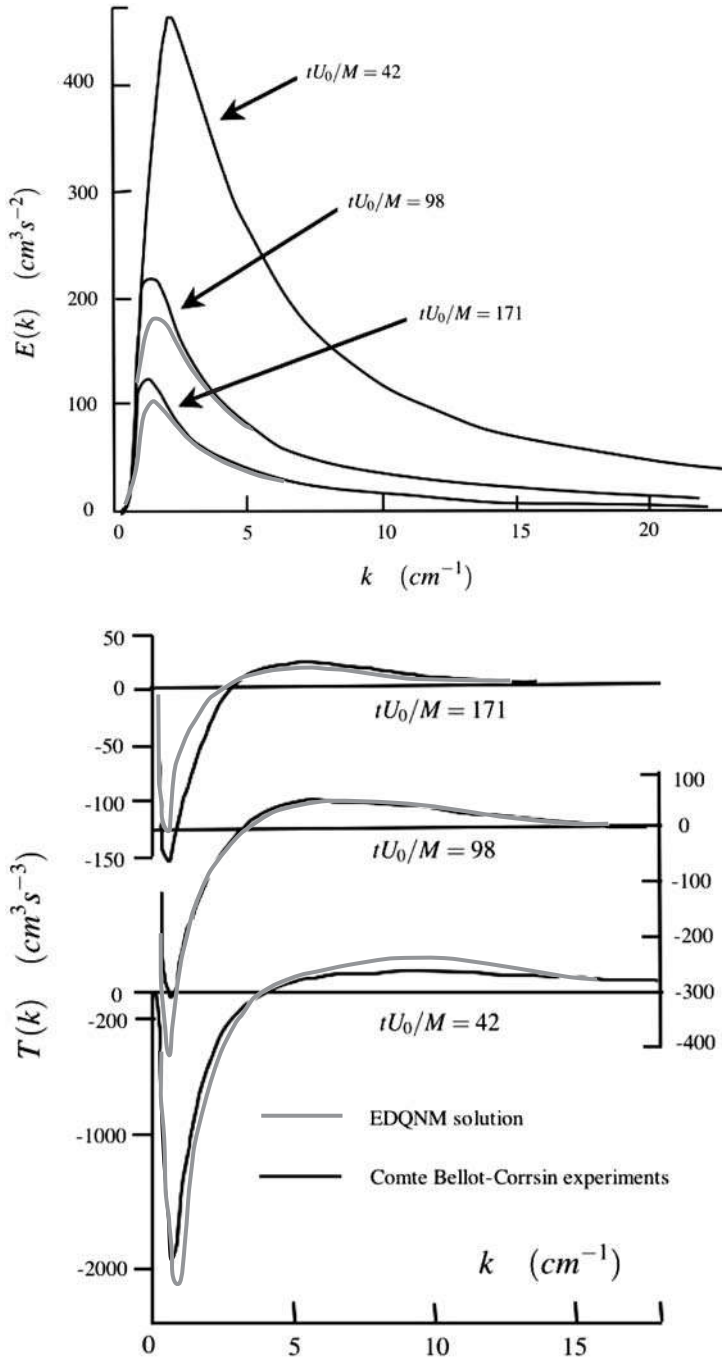 400
300
200
100
0
E(k) (cm³s⁻²)
tU₀/M = 42
tU₀/M = 98
tU₀/M = 171
0 5 10 15 20
k (cm⁻¹)
50
0
-50
-100
-150
0
-200
-1000
-2000
T(k) (cm³s⁻³)
tU₀/M = 171
tU₀/M = 98
tU₀/M = 42
100
0
-100
-200
-300
-400
EDQNM solution
Comte Bellot-Corrsin experiments
k (cm⁻¹)
0 5 10 15